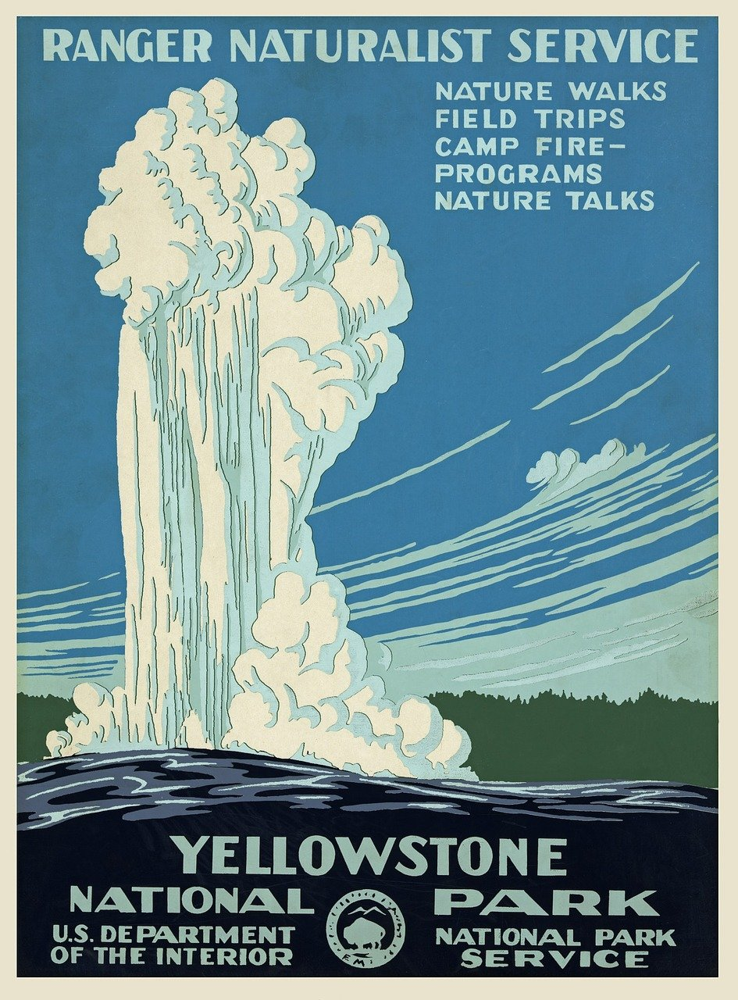 RANGER NATURALIST SERVICE
NATURE WALKS
FIELD TRIPS
CAMP FIRE-
PROGRAMS
NATURE TALKS
YELLOWSTONE
NATIONAL PARK
U.S. DEPARTMENT
OF THE INTERIOR
NATIONAL PARK
SERVICE